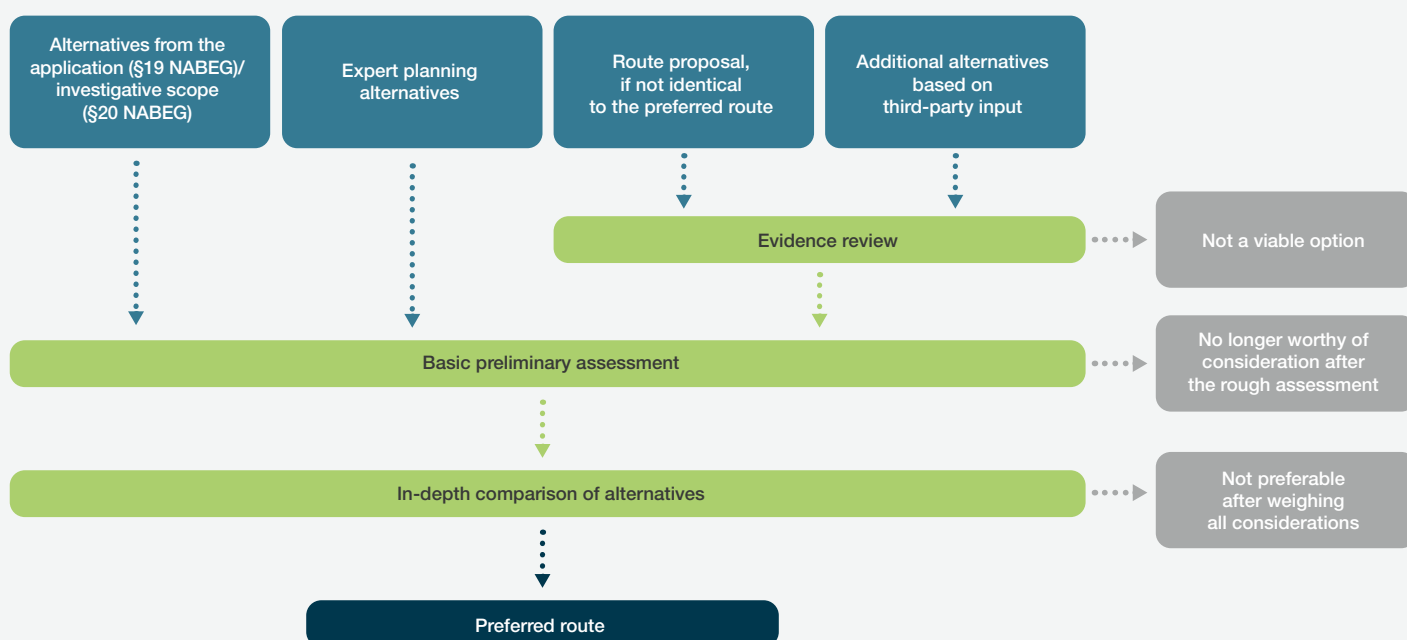 Alternatives from the
application (§19 NABEG)/
investigative scope
(§20 NABEG)
Expert planning
alternatives
Route proposal,
if not identical
to the preferred route
Additional alternatives
based on
third-party input
Evidence review
Not a viable option
Basic preliminary assessment
No longer worthy of
consideration after
the rough assessment
In-depth comparison of alternatives
Not preferable
after weighing
all considerations
Preferred route